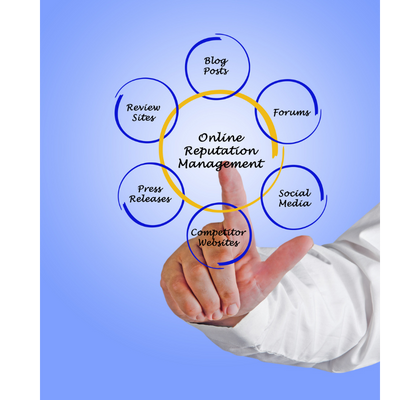 Blog
Posts
Review
Sites
Forums
Online
Reputation
Management
Press
Releases
Social
Media
Competitor
Websites